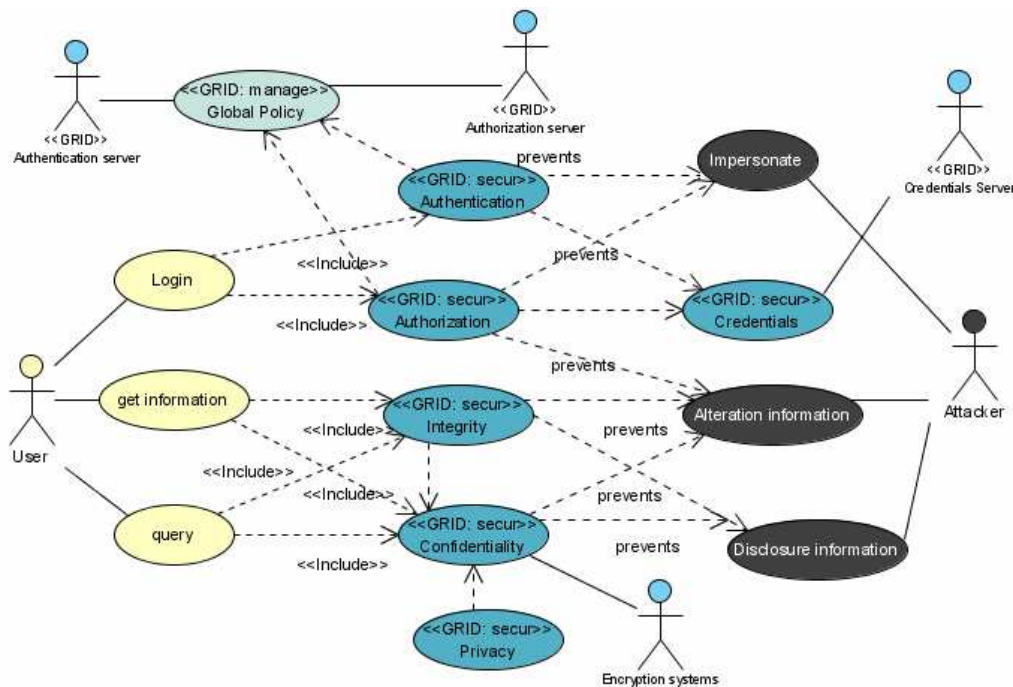 <<GRID: manage>>
Global Policy
<<GRID>>
Authentication server
<<GRID>>
Authorization server
<<GRID: secur>>
Authentication
prevents
Impersonate
<<GRID>>
Credentials Server
Login
<<Include>>
prevents
<<GRID: secur>>
Authorization
<<GRID: secur>>
Credentials
<<Include>>
prevents
User
get information
<<GRID: secur>>
Integrity
Alteration information
Attacker
<<Include>>
prevents
<<Include>>
<<Include>>
prevents
query
<<GRID: secur>>
Confidentiality
prevents
Disclosure information
<<Include>>
<<GRID: secur>>
Privacy
Encryption systems